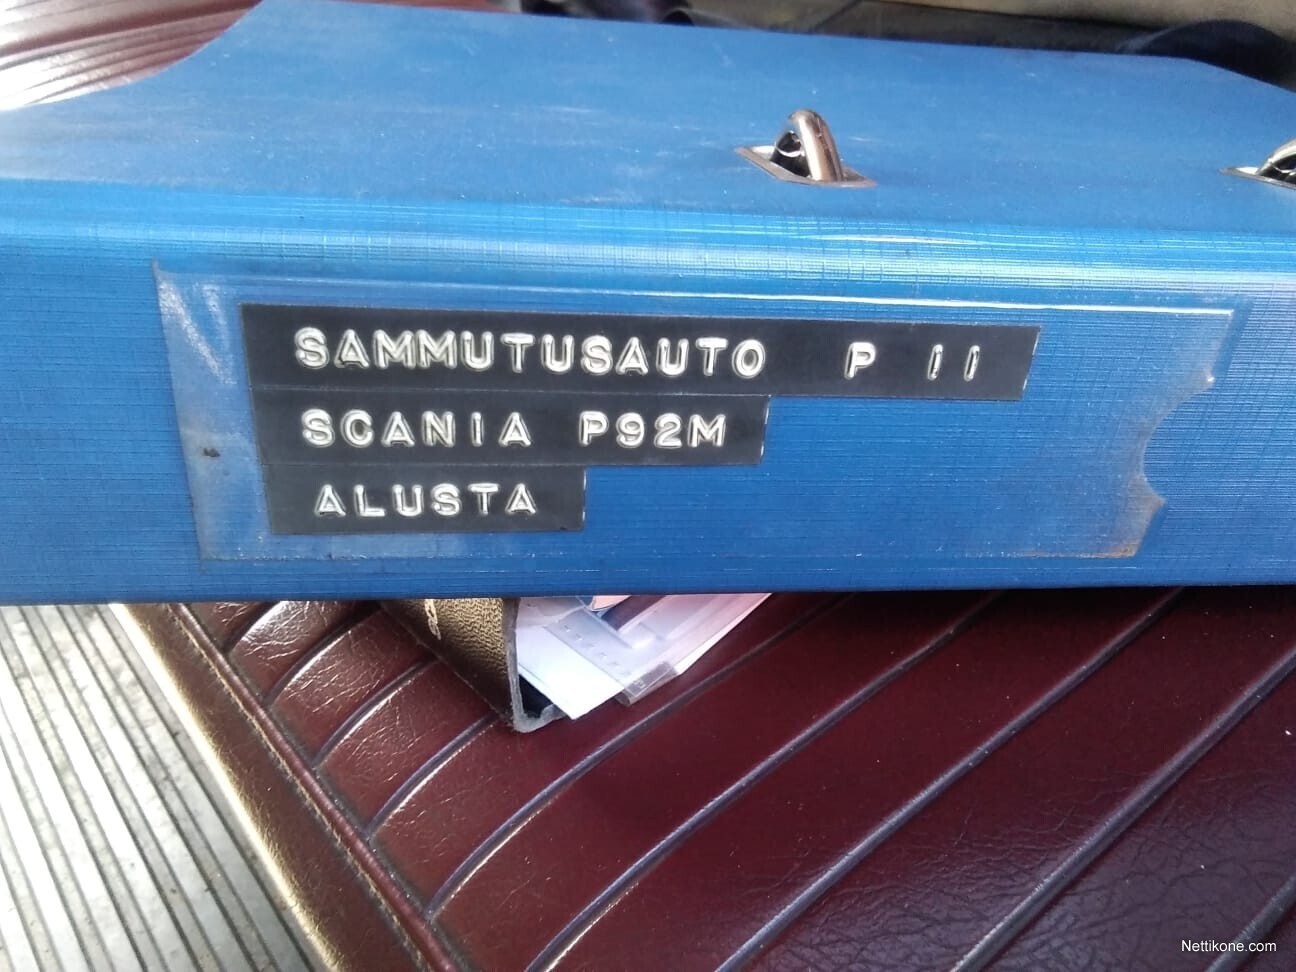 SAMMUTUSAUTO P II
SCANIA P92M
ALUSTA
Nettikone.com